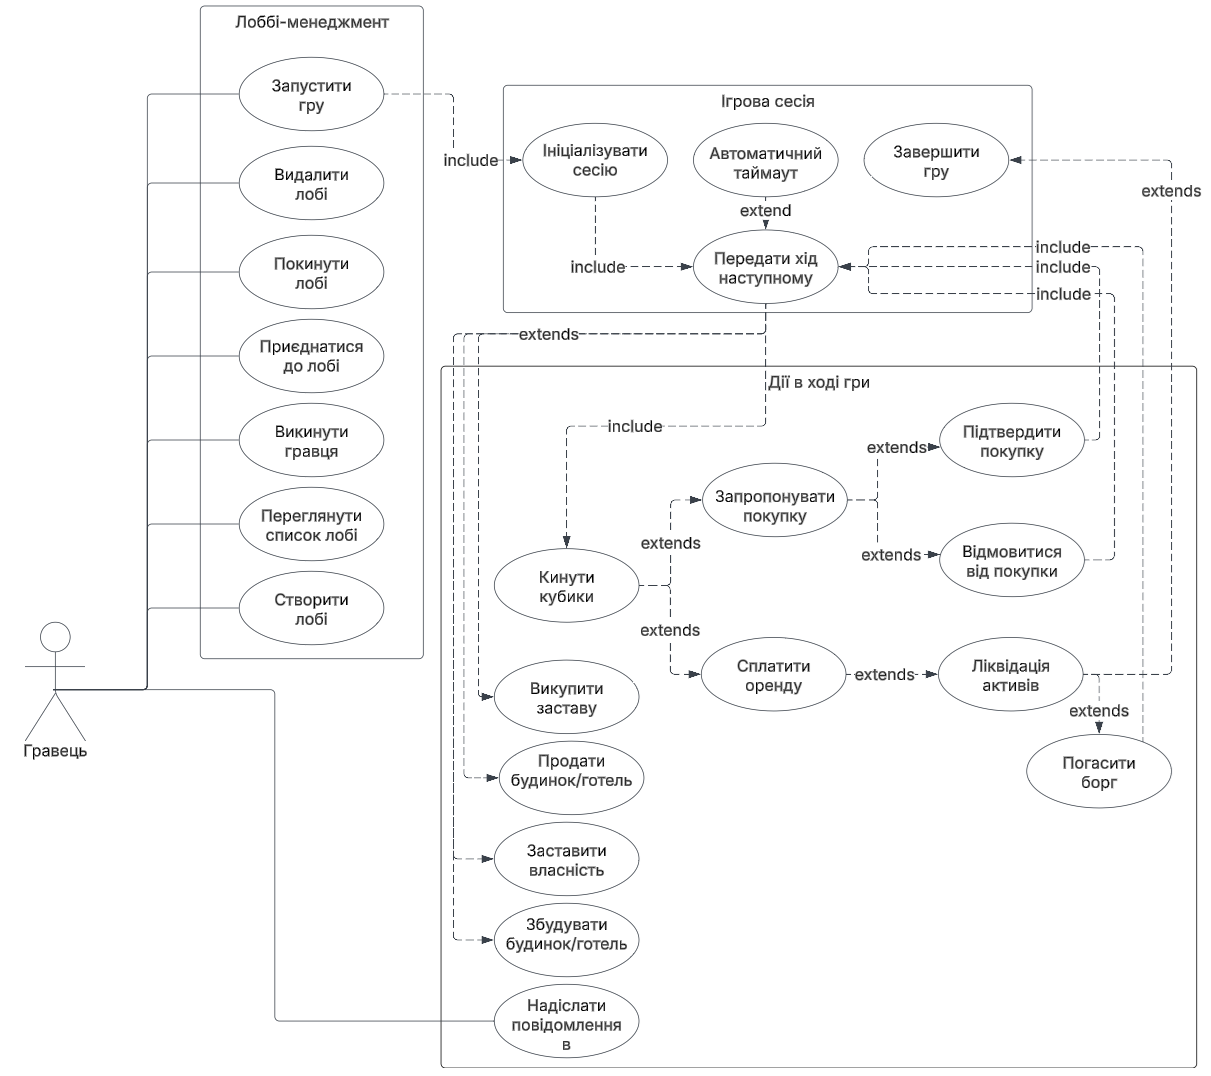 Лоббі-менеджмент
Запустити
гру
Видалити
лобі
Покинути
лобі
Приєднатися
до лобі
Викинути
гравця
Переглянути
список лобі
Створити
лобі
Гравець
include
Ігрова сесія
Ініціалізувати
сесію
Автоматичний
таймаут
Завершити
гру
extends
extend
include
Передати хід
наступному
include
include
include
extends
Дії в ході гри
include
Підтвердити
покупку
extends
Запропонувати
покупку
extends
extends
Відмовитися
від покупки
Кинути
кубики
extends
Сплатити
оренду
extends
Ліквідація
активів
extends
Погасити
борг
Викупити
заставу
Продати
будинок/готель
Заставити
власність
Збудувати
будинок/готель
Надіслати
повідомлення
в